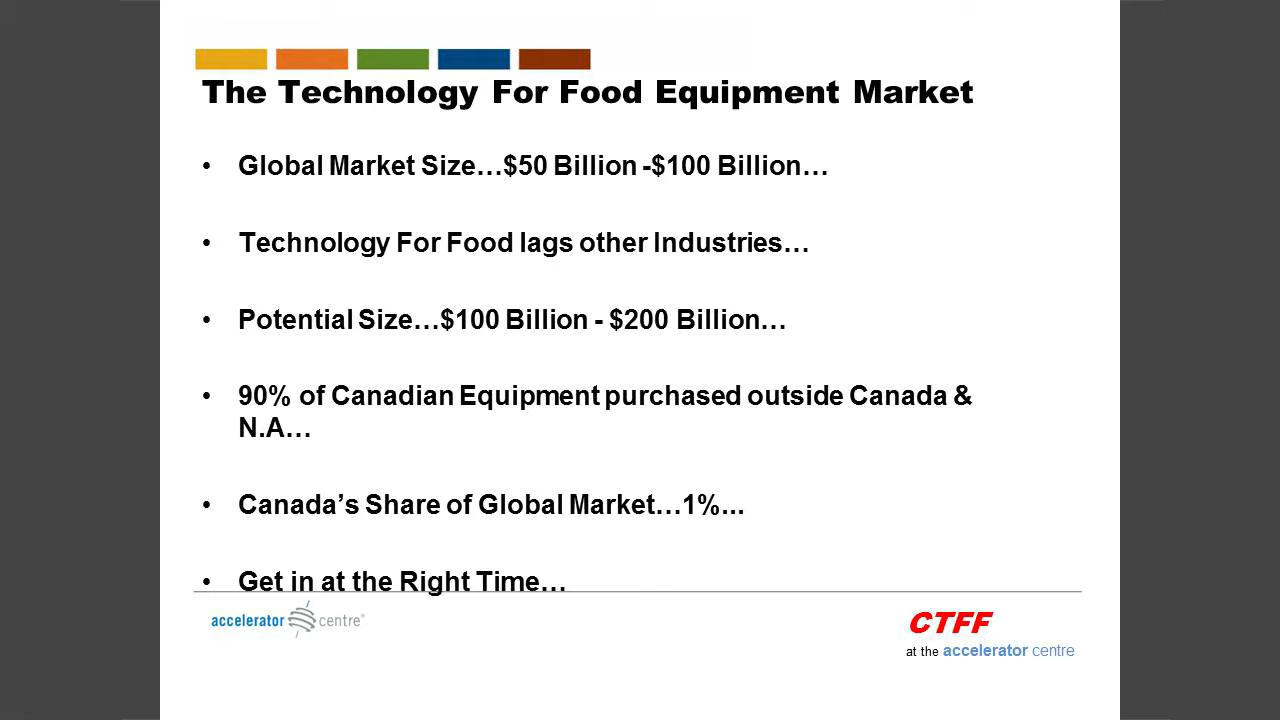 The Technology For Food Equipment Market
• Global Market Size…$50 Billion -$100 Billion…
• Technology For Food lags other Industries…
• Potential Size…$100 Billion - $200 Billion…
• 90% of Canadian Equipment purchased outside Canada &
N.A…
• Canada’s Share of Global Market…1%...
• Get in at the Right Time…
accelerator centre®
CTFF
at the accelerator centre